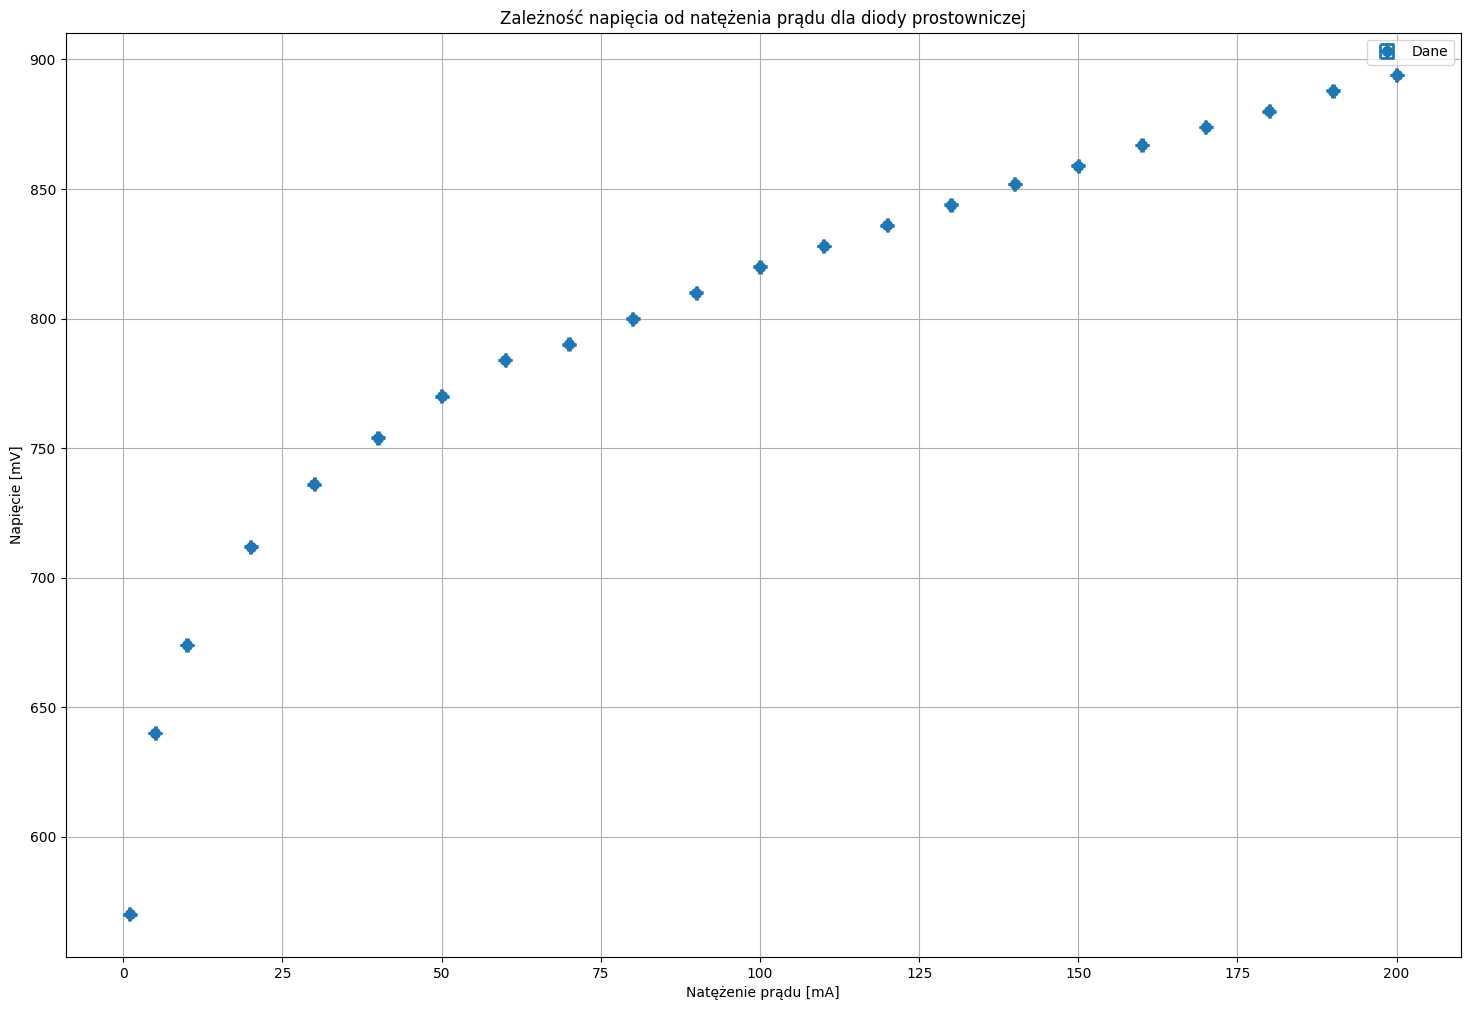 Zależność napięcia od natężenia prądu dla diody prostowniczej
Dane
900
850
800
750
700
650
600
Napięcie [mV]
0 25 50 75 100 125 150 175 200
Natężenie prądu [mA]